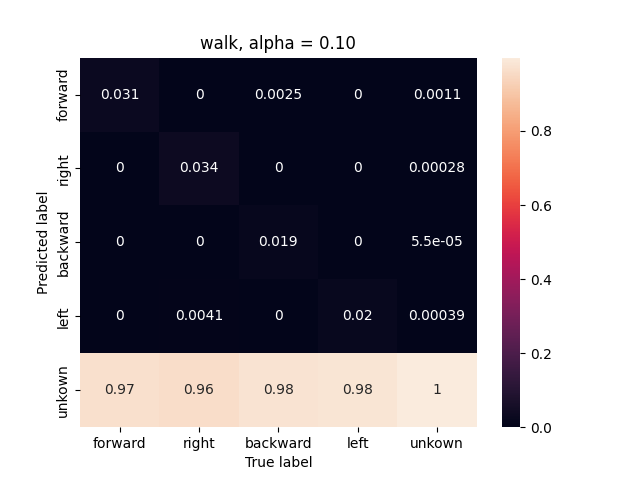 walk, alpha = 0.10
Predicted label
forward
0.031 0 0.0025 0 0.0011
right
0 0.034 0 0 0.00028
backward
0 0 0.019 0 5.5e-05
left
0 0.0041 0 0.02 0.00039
unkown
0.97 0.96 0.98 0.98 1
forward right backward left unkown
True label
0.8
0.6
0.4
0.2
0.0